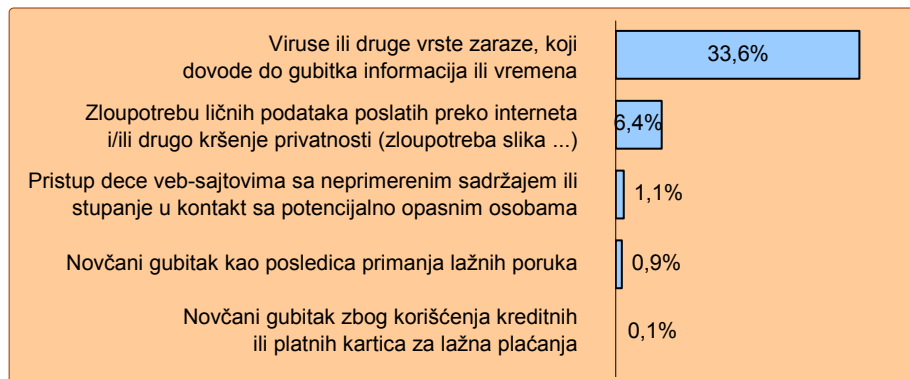 Viruse ili druge vrste zaraze, koji
dovode do gubitka informacija ili vremena
33,6%
Zloupotrebu ličnih podataka poslatih preko interneta
i/ili drugo kršenje privatnosti (zloupotreba slika ...)
6,4%
Pristup dece veb-sajtovima sa neprimerenim sadržajem ili
stupanje u kontakt sa potencijalno opasnim osobama
1,1%
Novčani gubitak kao posledica primanja lažnih poruka
0,9%
Novčani gubitak zbog korišćenja kreditnih
ili platnih kartica za lažna plaćanja
0,1%